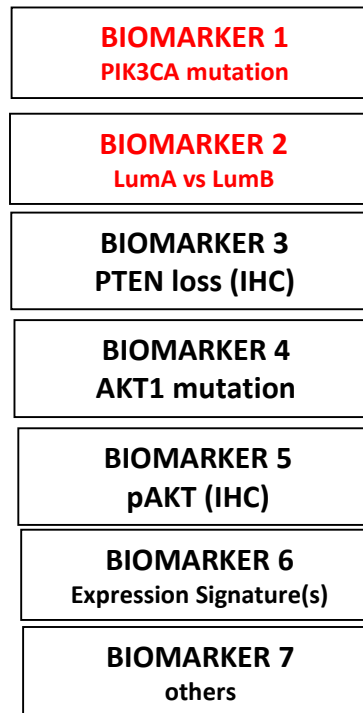 BIOMARKER 1
PIK3CA mutation
BIOMARKER 2
LumA vs LumB
BIOMARKER 3
PTEN loss (IHC)
BIOMARKER 4
AKT1 mutation
BIOMARKER 5
pAKT (IHC)
BIOMARKER 6
Expression Signature(s)
BIOMARKER 7
others